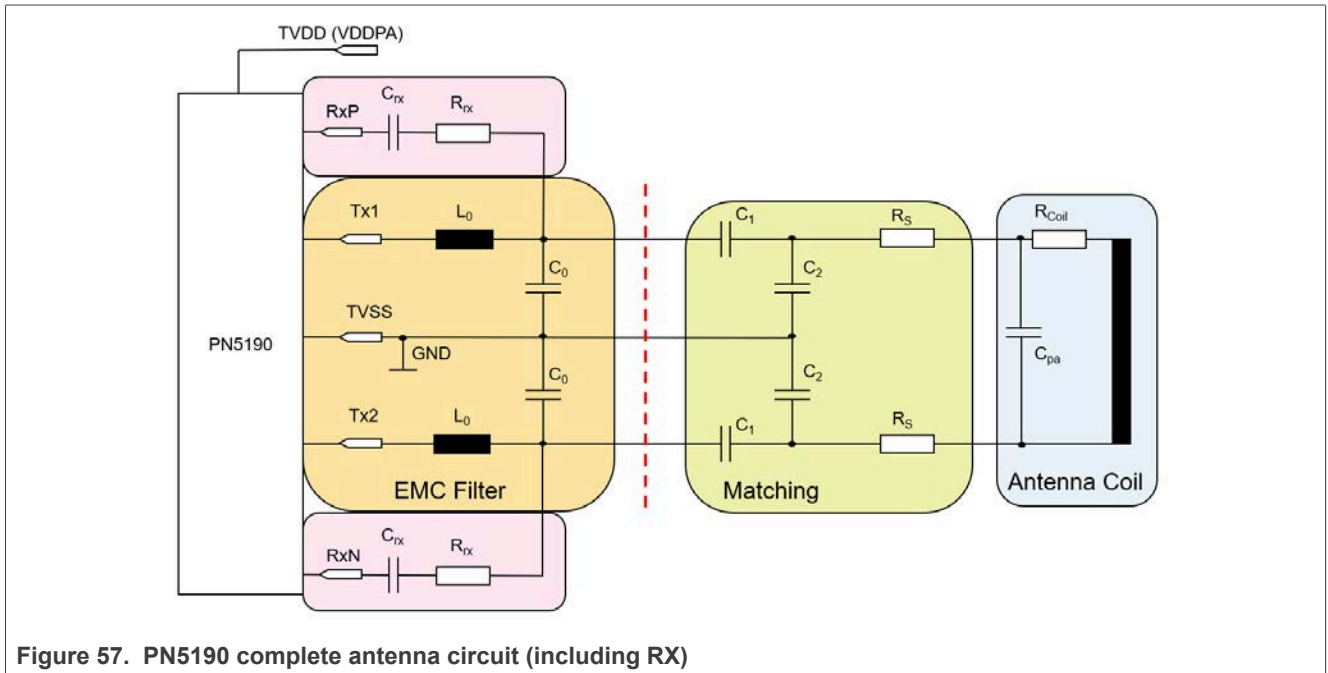 TVDD (VDDPA)
RxP
Crx
Rrx
Tx1
L0
C0
C1
RS
RCoil
C2
TVSS
PN5190
GND
C0
C2
Cpa
Tx2
L0
C1
RS
EMC Filter
Matching
Antenna Coil
RxN
Crx
Rrx
Figure 57. PN5190 complete antenna circuit (including RX)